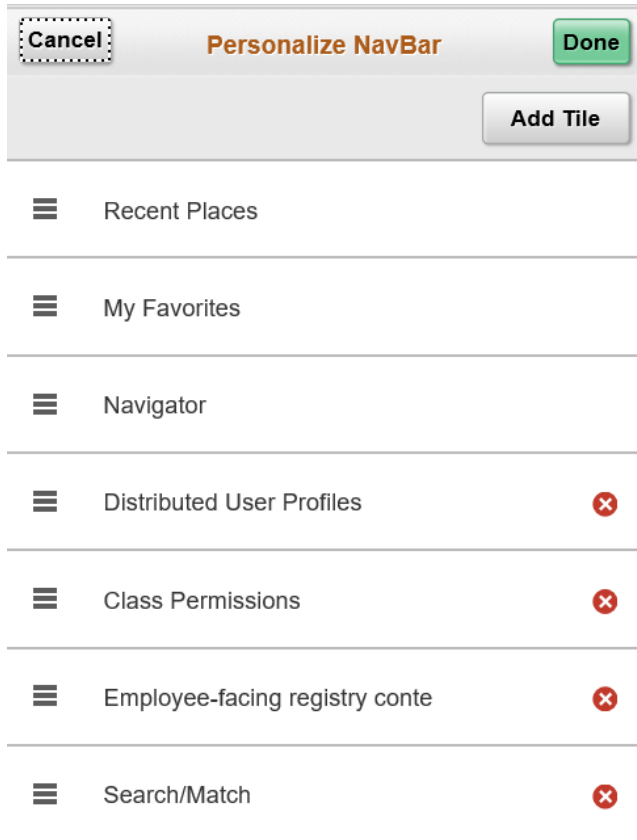 Cancel
Personalize NavBar
Done
Add Tile
Recent Places
My Favorites
Navigator
Distributed User Profiles
Class Permissions
Employee-facing registry conte
Search/Match